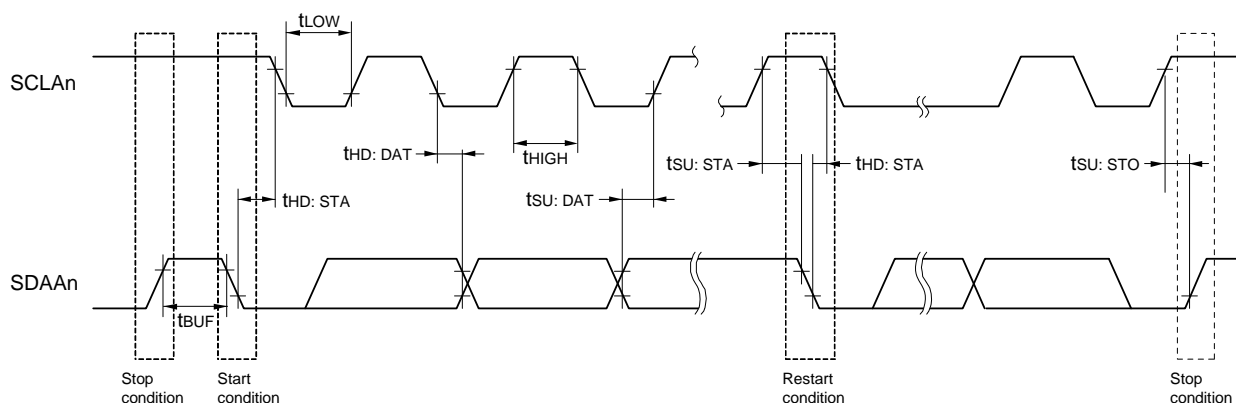 tLOW
SCLAn
tHD: DAT
tHIGH
tSU: STA
tHD: STA
tSU: STO
tHD: STA
tSU: DAT
SDAAn
tBUF
Stop
condition
Start
condition
Restart
condition
Stop
condition